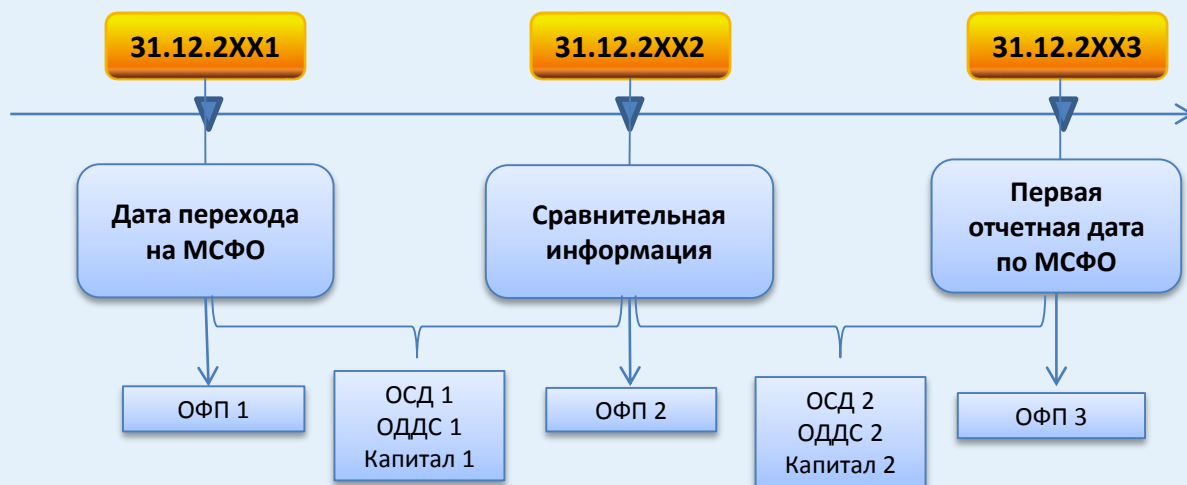 31.12.2XX1
31.12.2XX2
31.12.2XX3
Дата перехода
на МСФО
Сравнительная
информация
Первая
отчетная дата
по МСФО
ОФП 1
ОСД 1
ОДДС 1
Капитал 1
ОФП 2
ОСД 2
ОДДС 2
Капитал 2
ОФП 3